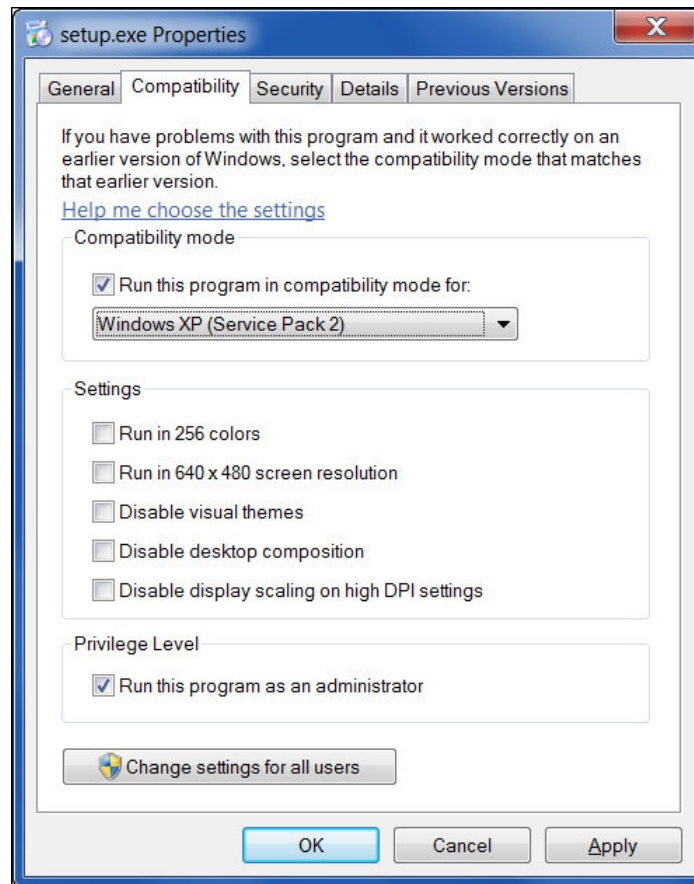 setup.exe Properties
X
General Compatibility Security Details Previous Versions
If you have problems with this program and it worked correctly on an
earlier version of Windows, select the compatibility mode that matches
that earlier version.
Help me choose the settings
Compatibility mode
Run this program in compatibility mode for:
Windows XP (Service Pack 2)
Settings
Run in 256 colors
Run in 640 x 480 screen resolution
Disable visual themes
Disable desktop composition
Disable display scaling on high DPI settings
Privilege Level
Run this program as an administrator
Change settings for all users
OK Cancel Apply